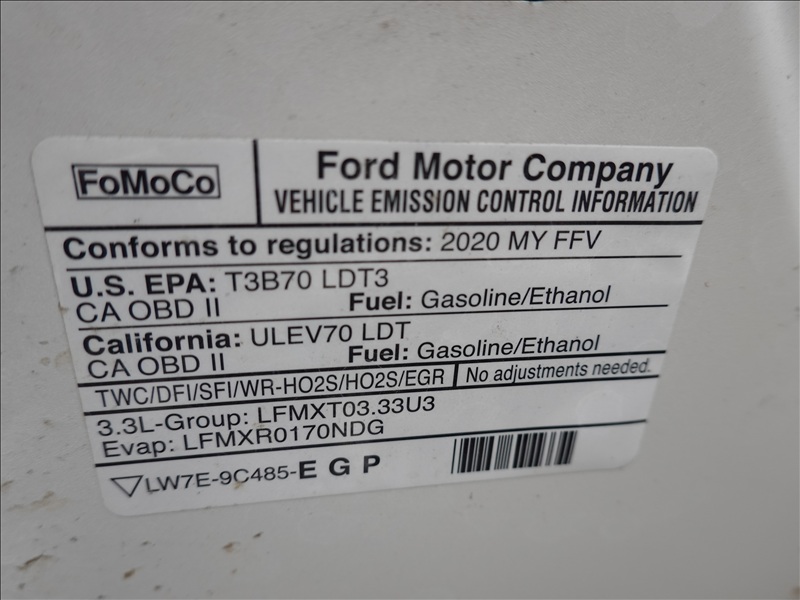 FoMoCo
Ford Motor Company
VEHICLE EMISSION CONTROL INFORMATION
Conforms to regulations: 2020 MY FFV
U.S. EPA: T3B70 LDT3
CA OBD II Fuel: Gasoline/Ethanol
California: ULEV70 LDT
CA OBD II Fuel: Gasoline/Ethanol
TWC/DFI/SFI/WR-HO2S/HO2S/EGR No adjustments needed.
3.3L-Group: LFMXT03.33U3
Evap: LFMXR0170NDG
LW7E-9C485-E G P